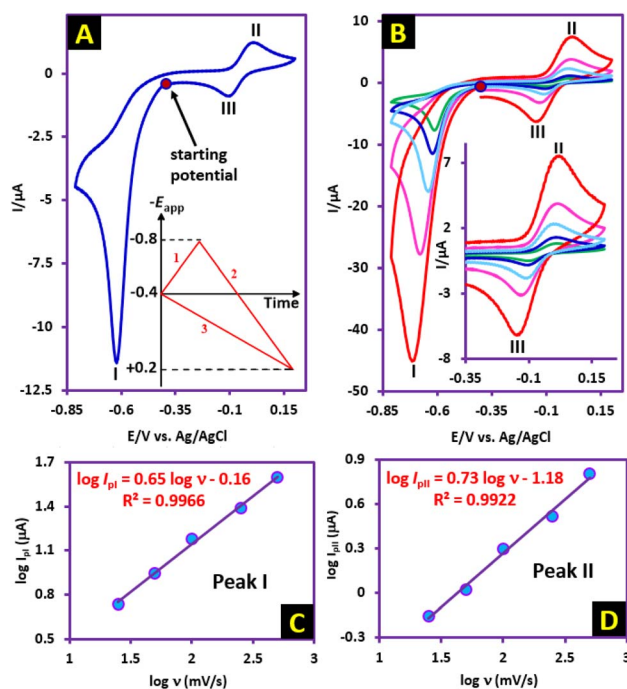 A
II
III
I
starting
potential
-E app
-0.8
-0.4
+0.2
1
2
3
Time
0
-2.5
-5
-7.5
-10
-12.5
I/µA
-0.85
-0.6
-0.35
-0.1
0.15
E/V vs. Ag/AgCl
B
II
III
I
10
0
-10
-20
-30
-40
-50
I/µA
-0.85
-0.6
-0.35
-0.1
0.15
E/V vs. Ag/AgCl
II
III
7
2
-3
-8
I/µA
-0.35
-0.1
0.15
log IpI = 0.65 log ν - 0.16
R² = 0.9966
Peak I
C
1.7
1.4
1.1
0.8
0.5
log IpI (µA)
1
1.5
2
2.5
3
log ν (mV/s)
log IpII = 0.73 log ν - 1.18
R² = 0.9922
Peak II
D
0.9
0.6
0.3
0
-0.3
log IpII (µA)
1
1.5
2
2.5
3
log ν (mV/s)